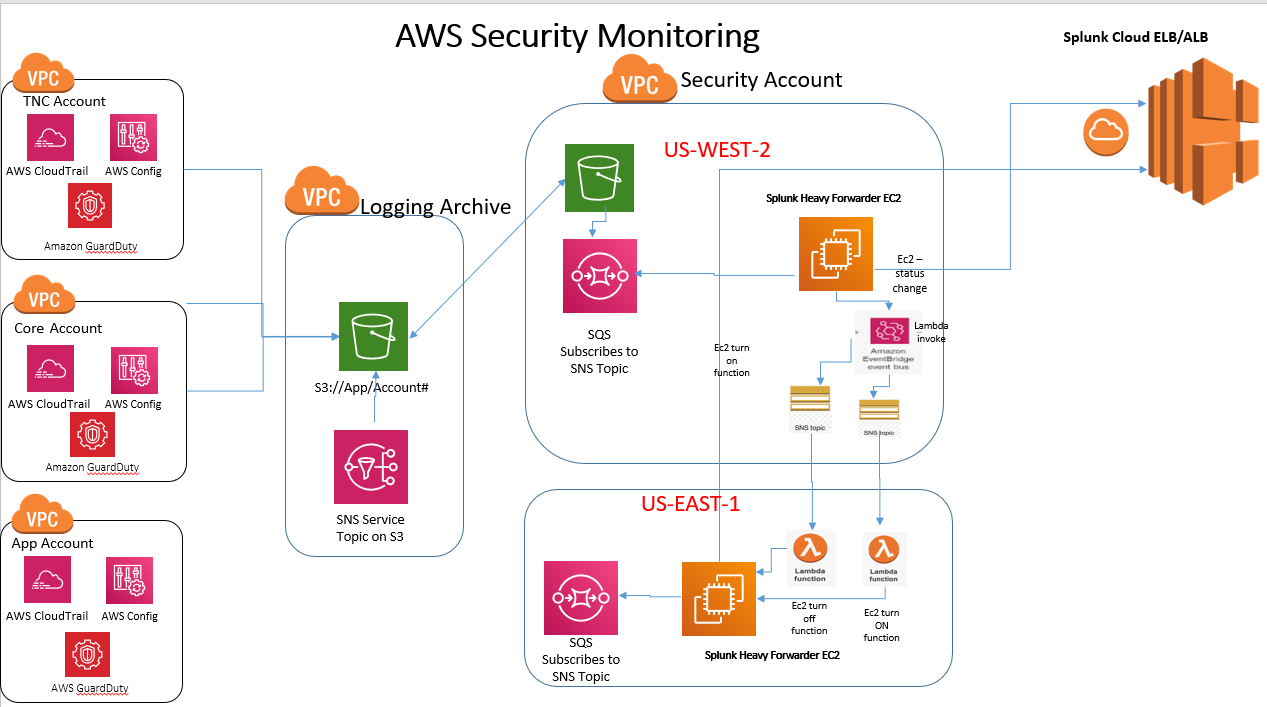 AWS Security Monitoring
Splunk Cloud ELB/ALB
VPC
TNC Account
AWS CloudTrail
AWS Config
Amazon GuardDuty
VPC
Core Account
AWS CloudTrail
AWS Config
Amazon GuardDuty
VPC
App Account
AWS CloudTrail
AWS Config
AWS GuardDuty
VPC
Logging Archive
S3://App/Account#
SNS Service
Topic on S3
VPC
Security Account
US-WEST-2
SQS
Subscribes to
SNS Topic
Splunk Heavy Forwarder EC2
Ec2 –
status
change
Lambda
invoke
Amazon
EventBridge
event bus
Ec2 turn
on
function
SNS topic
SNS topic
US-EAST-1
SQS
Subscribes to
SNS Topic
Splunk Heavy Forwarder EC2
Lambda
function
Lambda
function
Ec2 turn
off
function
Ec2 turn
ON
function